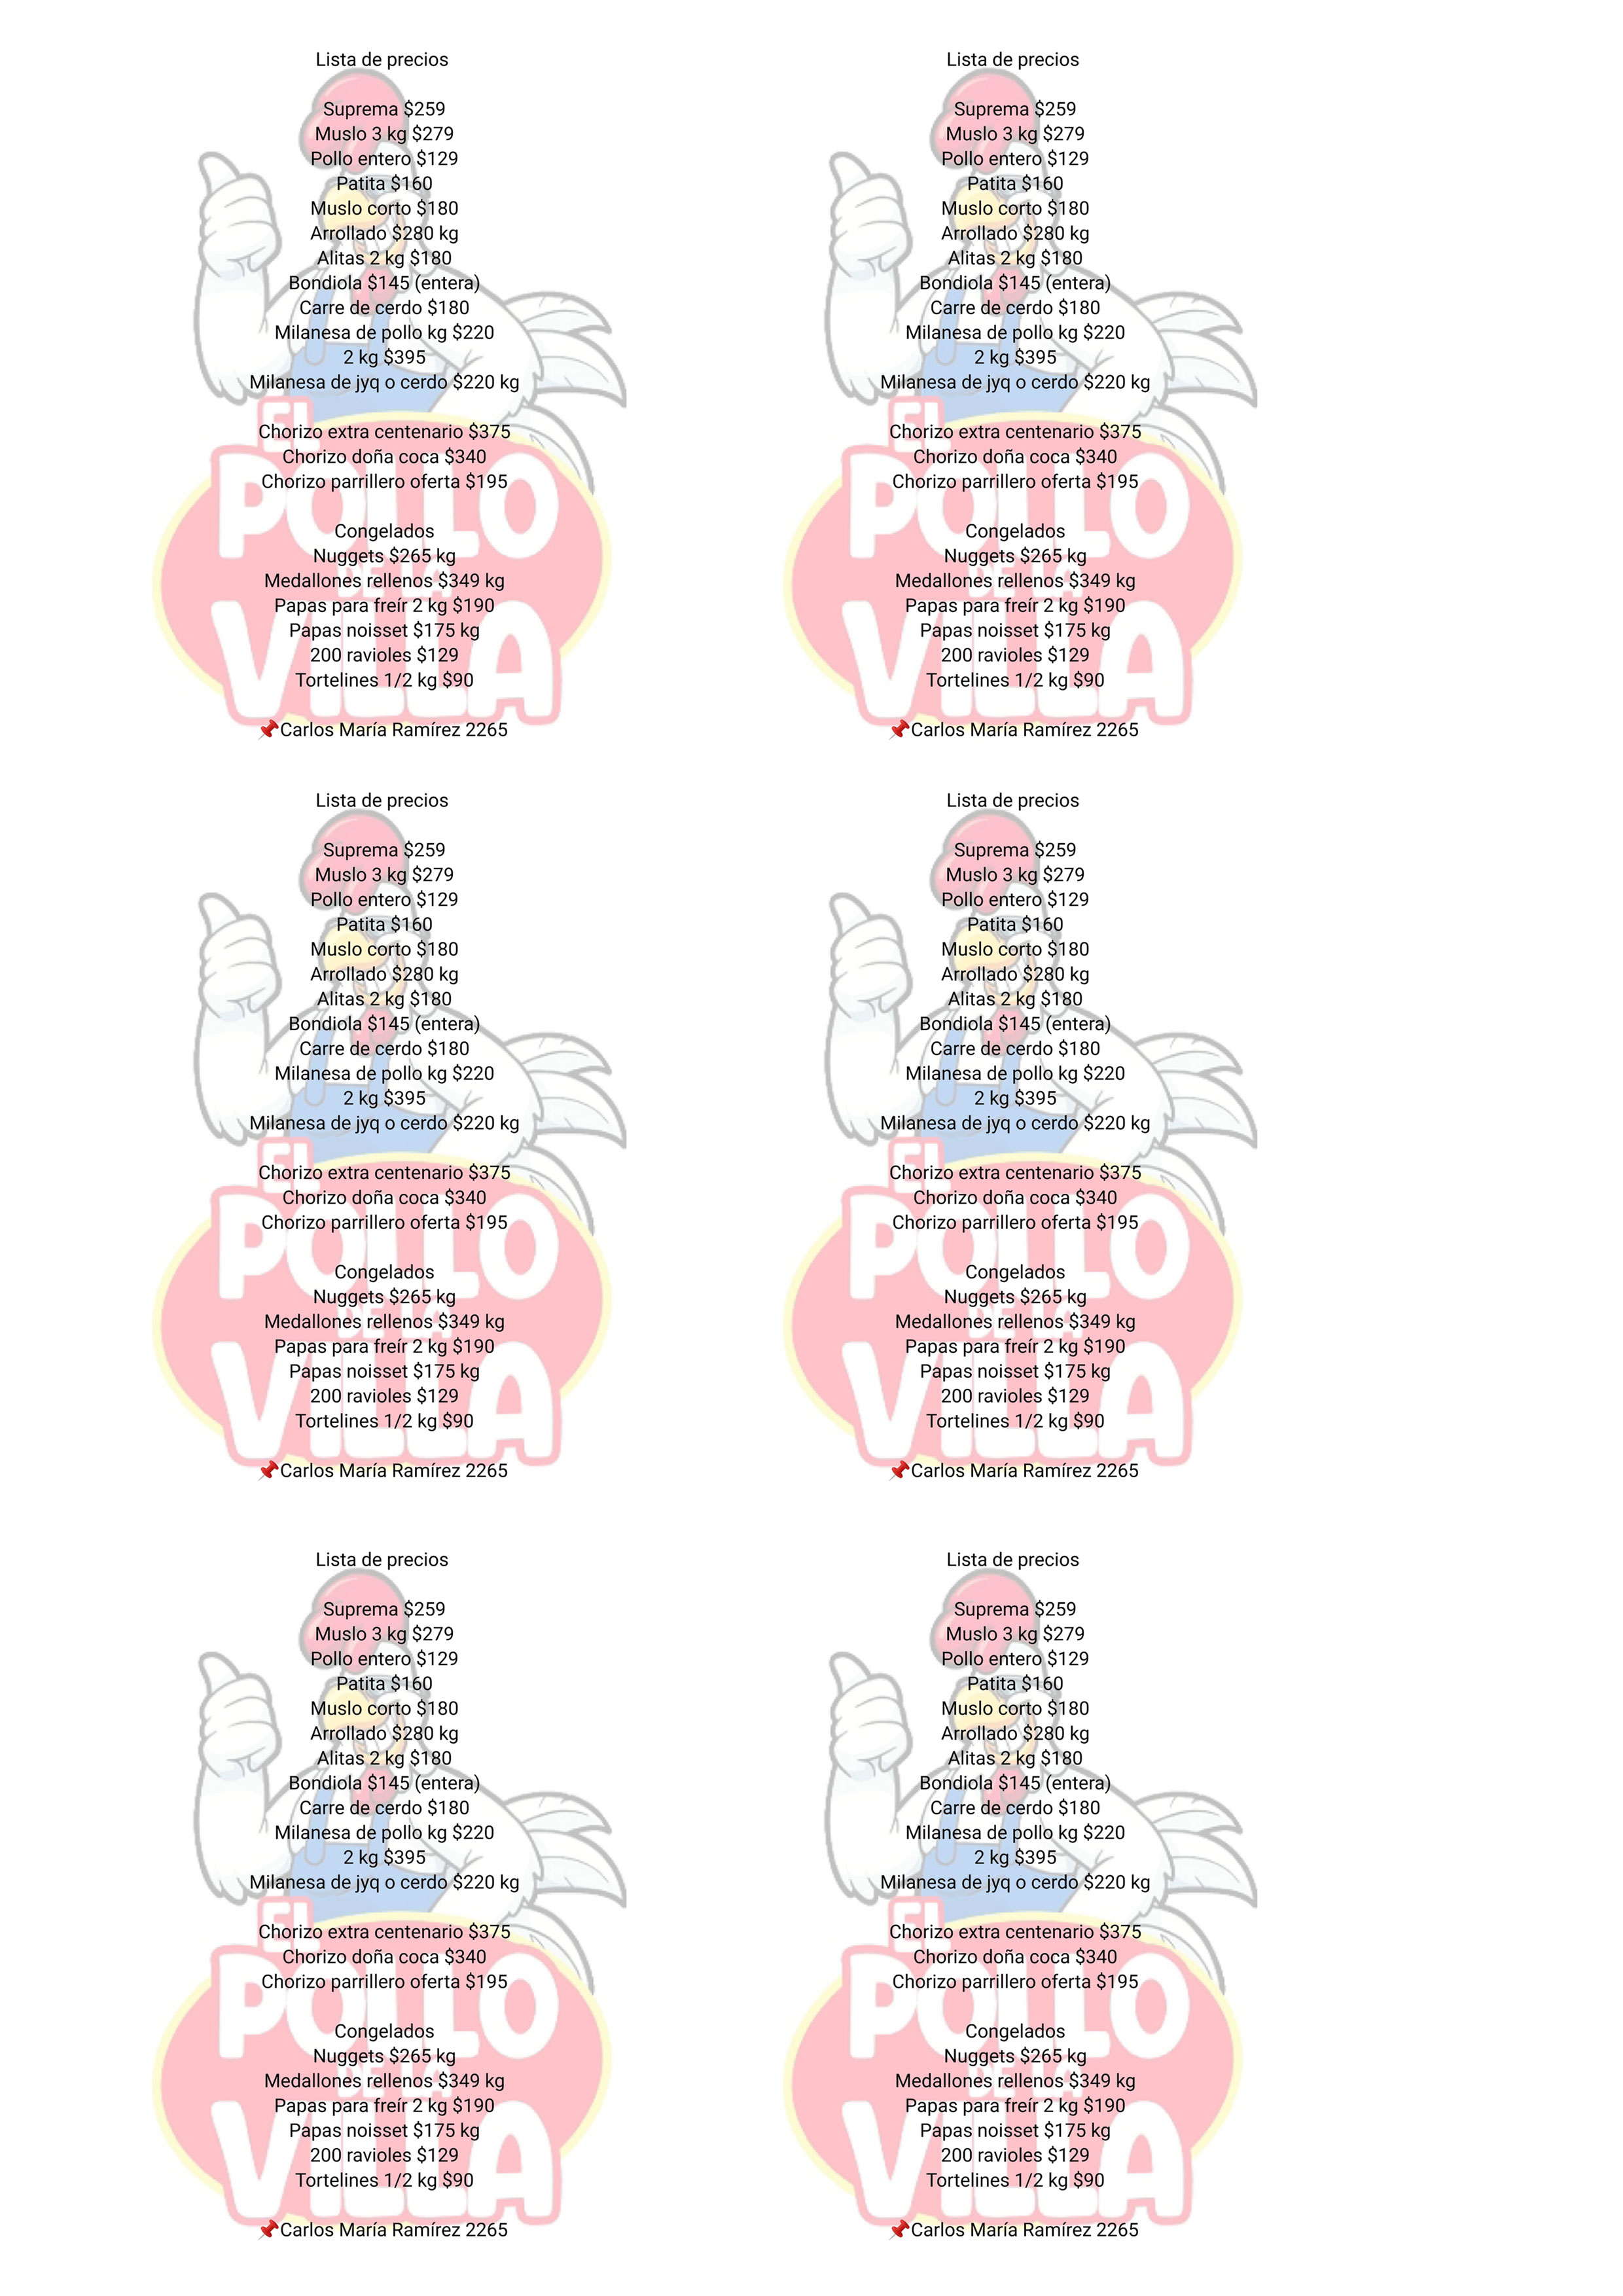 Lista de precios
Suprema $259
Muslo 3 kg $279
Pollo entero $129
Patita $160
Muslo corto $180
Arrollado $280 kg
Alitas 2 kg $180
Bondiola $145 (entera)
Carre de cerdo $180
Milanesa de pollo kg $220
2 kg $395
Milanesa de jyq o cerdo $220 kg
Chorizo extra centenario $375
Chorizo doña coca $340
Chorizo parrillero oferta $195
Congelados
Nuggets $265 kg
Medallones rellenos $349 kg
Papas para freír 2 kg $190
Papas noisset $175 kg
200 ravioles $129
Tortelines 1/2 kg $90
📌Carlos María Ramírez 2265
EL
POLLO
DE LA
VILLA
Lista de precios
Suprema $259
Muslo 3 kg $279
Pollo entero $129
Patita $160
Muslo corto $180
Arrollado $280 kg
Alitas 2 kg $180
Bondiola $145 (entera)
Carre de cerdo $180
Milanesa de pollo kg $220
2 kg $395
Milanesa de jyq o cerdo $220 kg
Chorizo extra centenario $375
Chorizo doña coca $340
Chorizo parrillero oferta $195
Congelados
Nuggets $265 kg
Medallones rellenos $349 kg
Papas para freír 2 kg $190
Papas noisset $175 kg
200 ravioles $129
Tortelines 1/2 kg $90
📌Carlos María Ramírez 2265
EL
POLLO
DE LA
VILLA
Lista de precios
Suprema $259
Muslo 3 kg $279
Pollo entero $129
Patita $160
Muslo corto $180
Arrollado $280 kg
Alitas 2 kg $180
Bondiola $145 (entera)
Carre de cerdo $180
Milanesa de pollo kg $220
2 kg $395
Milanesa de jyq o cerdo $220 kg
Chorizo extra centenario $375
Chorizo doña coca $340
Chorizo parrillero oferta $195
Congelados
Nuggets $265 kg
Medallones rellenos $349 kg
Papas para freír 2 kg $190
Papas noisset $175 kg
200 ravioles $129
Tortelines 1/2 kg $90
📌Carlos María Ramírez 2265
EL
POLLO
DE LA
VILLA
Lista de precios
Suprema $259
Muslo 3 kg $279
Pollo entero $129
Patita $160
Muslo corto $180
Arrollado $280 kg
Alitas 2 kg $180
Bondiola $145 (entera)
Carre de cerdo $180
Milanesa de pollo kg $220
2 kg $395
Milanesa de jyq o cerdo $220 kg
Chorizo extra centenario $375
Chorizo doña coca $340
Chorizo parrillero oferta $195
Congelados
Nuggets $265 kg
Medallones rellenos $349 kg
Papas para freír 2 kg $190
Papas noisset $175 kg
200 ravioles $129
Tortelines 1/2 kg $90
📌Carlos María Ramírez 2265
EL
POLLO
DE LA
VILLA
Lista de precios
Suprema $259
Muslo 3 kg $279
Pollo entero $129
Patita $160
Muslo corto $180
Arrollado $280 kg
Alitas 2 kg $180
Bondiola $145 (entera)
Carre de cerdo $180
Milanesa de pollo kg $220
2 kg $395
Milanesa de jyq o cerdo $220 kg
Chorizo extra centenario $375
Chorizo doña coca $340
Chorizo parrillero oferta $195
Congelados
Nuggets $265 kg
Medallones rellenos $349 kg
Papas para freír 2 kg $190
Papas noisset $175 kg
200 ravioles $129
Tortelines 1/2 kg $90
📌Carlos María Ramírez 2265
EL
POLLO
DE LA
VILLA
Lista de precios
Suprema $259
Muslo 3 kg $279
Pollo entero $129
Patita $160
Muslo corto $180
Arrollado $280 kg
Alitas 2 kg $180
Bondiola $145 (entera)
Carre de cerdo $180
Milanesa de pollo kg $220
2 kg $395
Milanesa de jyq o cerdo $220 kg
Chorizo extra centenario $375
Chorizo doña coca $340
Chorizo parrillero oferta $195
Congelados
Nuggets $265 kg
Medallones rellenos $349 kg
Papas para freír 2 kg $190
Papas noisset $175 kg
200 ravioles $129
Tortelines 1/2 kg $90
📌Carlos María Ramírez 2265
EL
POLLO
DE LA
VILLA